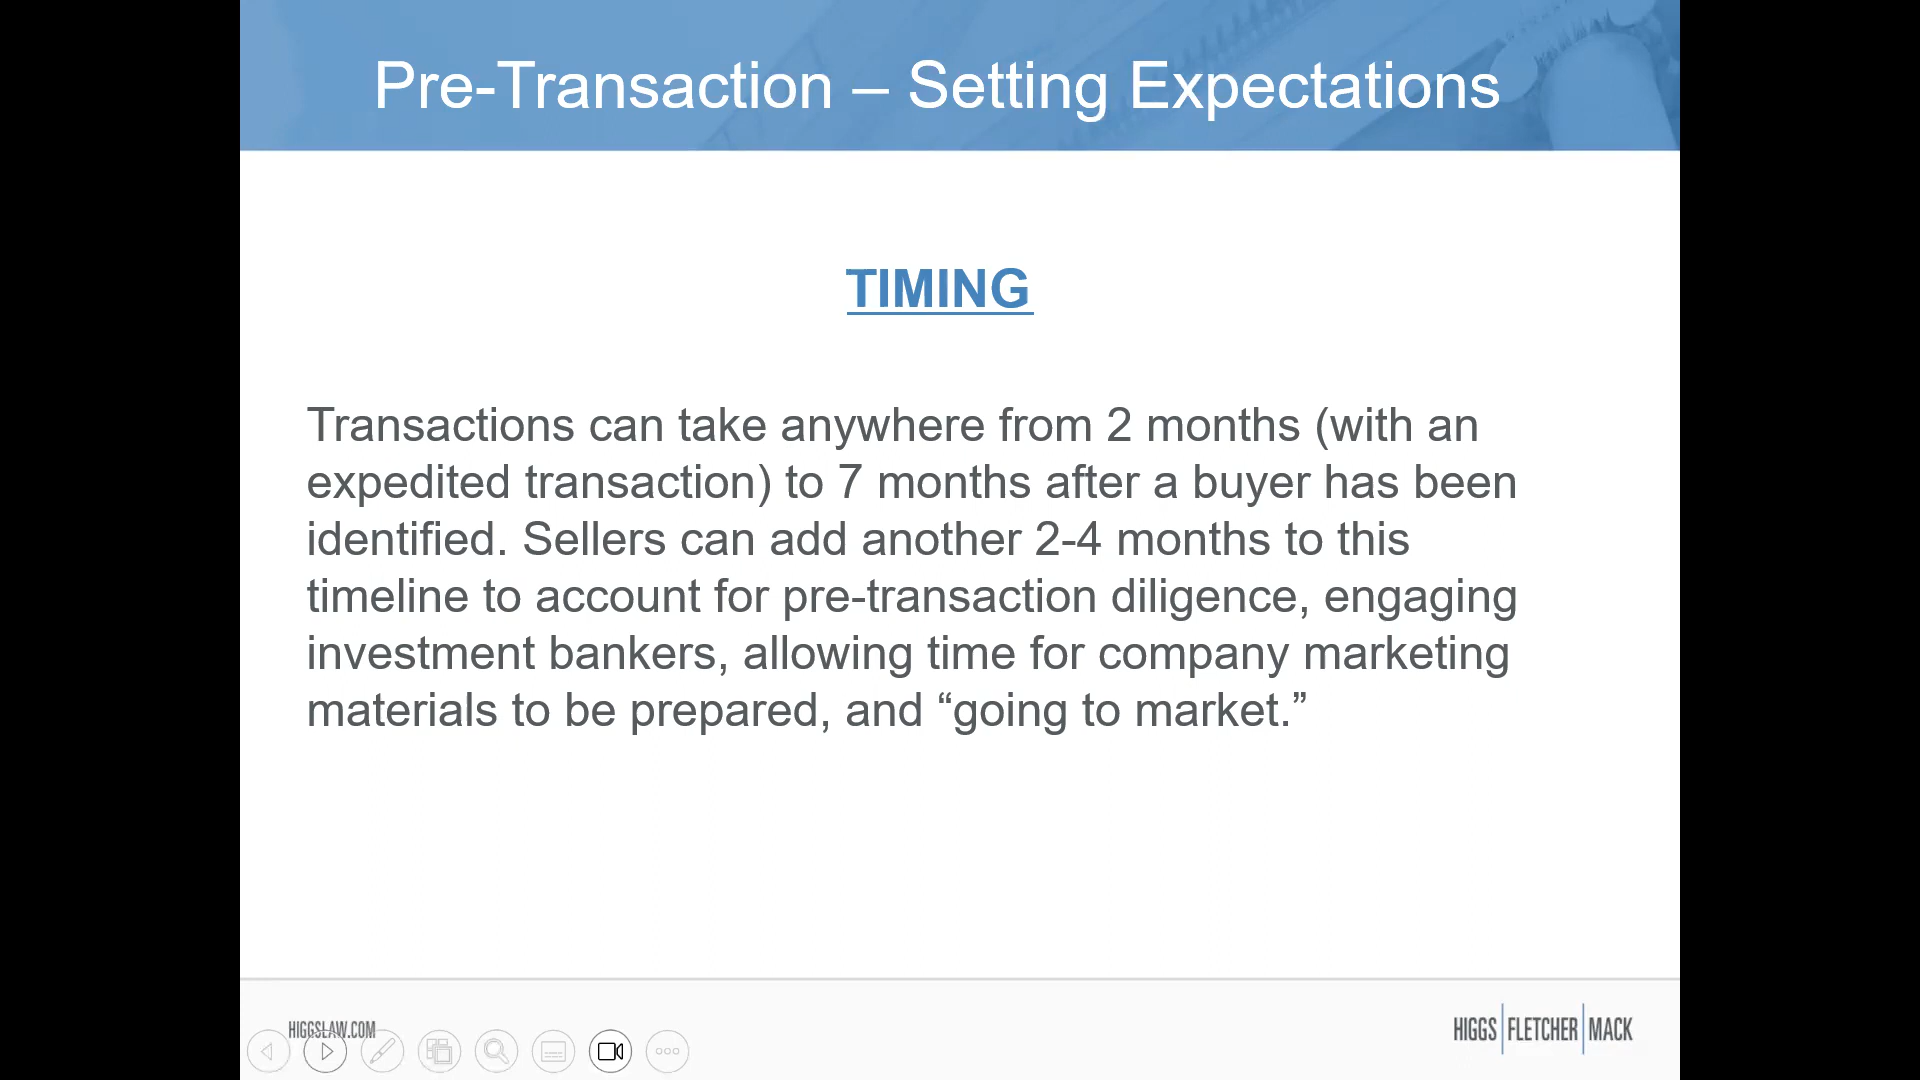 Pre-Transaction – Setting Expectations
TIMING
Transactions can take anywhere from 2 months (with an
expedited transaction) to 7 months after a buyer has been
identified. Sellers can add another 2-4 months to this
timeline to account for pre-transaction diligence, engaging
investment bankers, allowing time for company marketing
materials to be prepared, and “going to market.”
HIGGSLAW.COM
HIGGS FLETCHER MACK